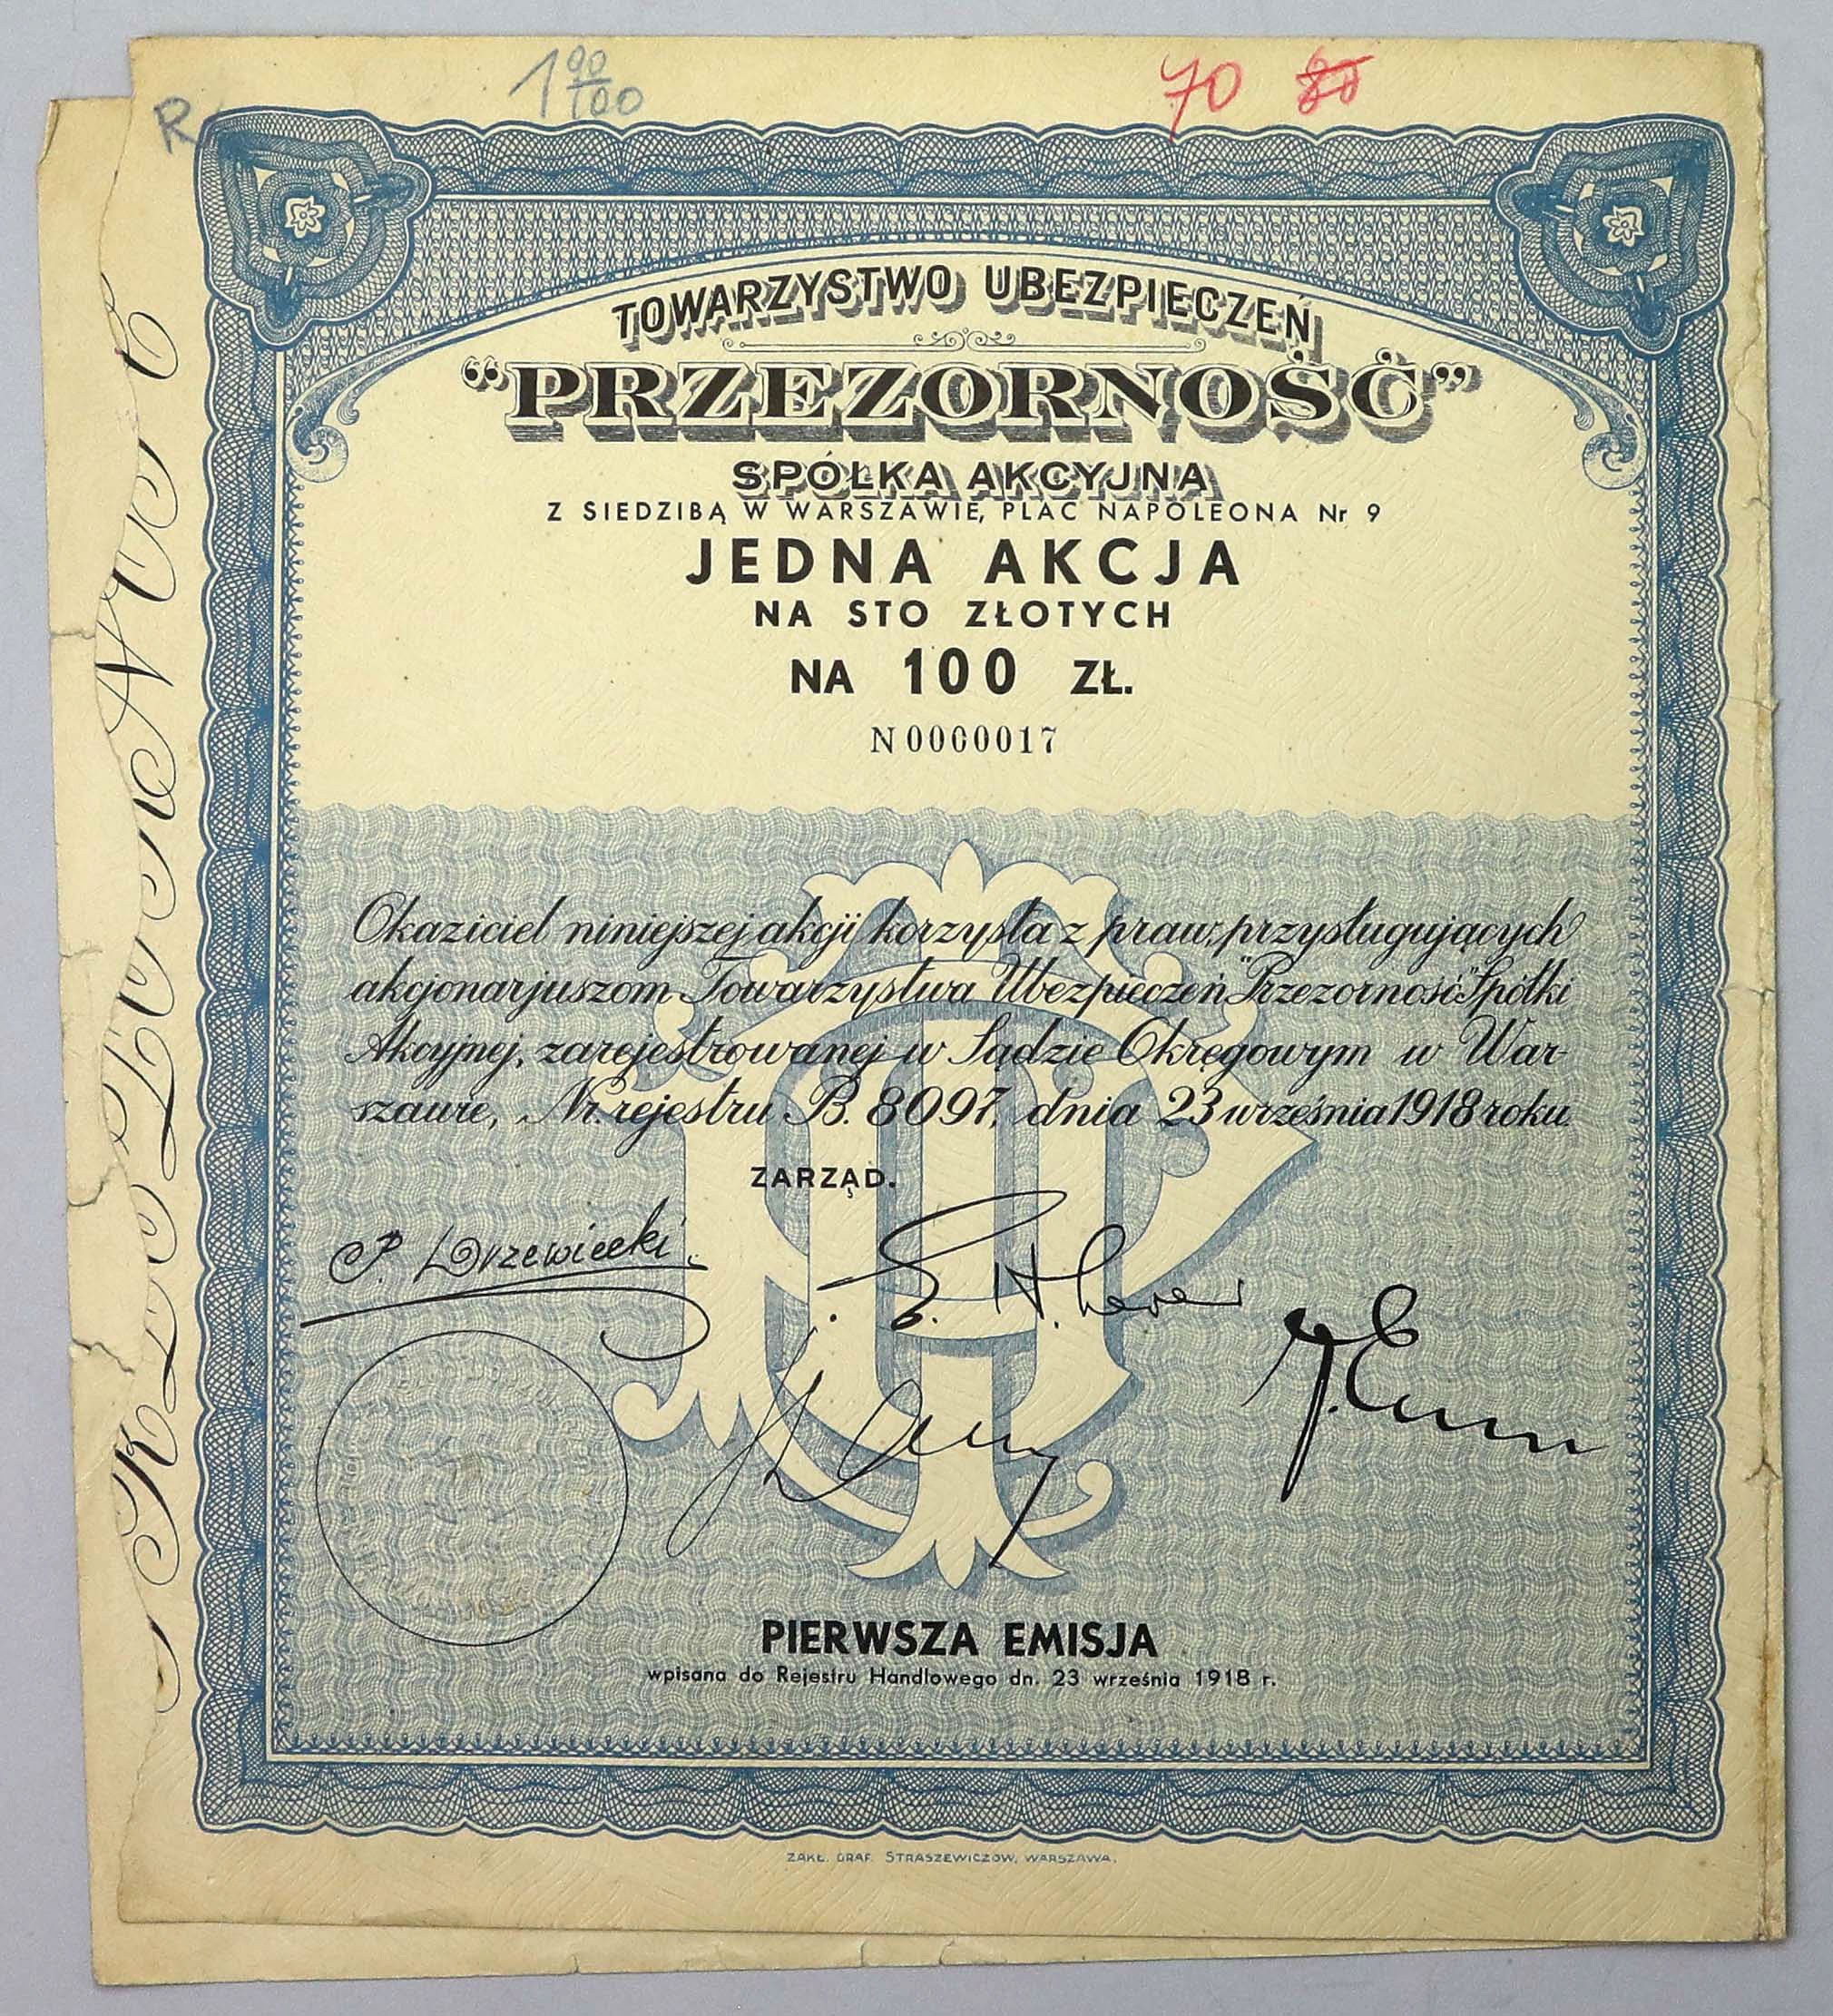 1 00/100
70 80
R
TOWARZYSTWO UBEZPIECZEŃ
“PRZEZORNOŚĆ”
SPÓŁKA AKCYJNA
Z SIEDZIBĄ W WARSZAWIE, PLAC NAPOLEONA Nr 9
JEDNA AKCJA
NA STO ZŁOTYCH
NA 100 ZŁ.
N 0000017
Okaziciel niniejszej akcji korzysta z praw, przysługujących
akcjonarjuszom Towarzystwa Ubezpieczeń "Przezorność" Spółki
Akcyjnej, zarejestrowanej w Sądzie Okręgowym w War-
szawie, Nr. rejestru B. 8097, dnia 23 września 1918 roku.
ZARZĄD.
P. Drzewiecki
PIERWSZA EMISJA
wpisana do Rejestru Handlowego dn. 23 września 1918 r.
ZAKŁ. GRAF. STRASZEWICZÓW, WARSZAWA.